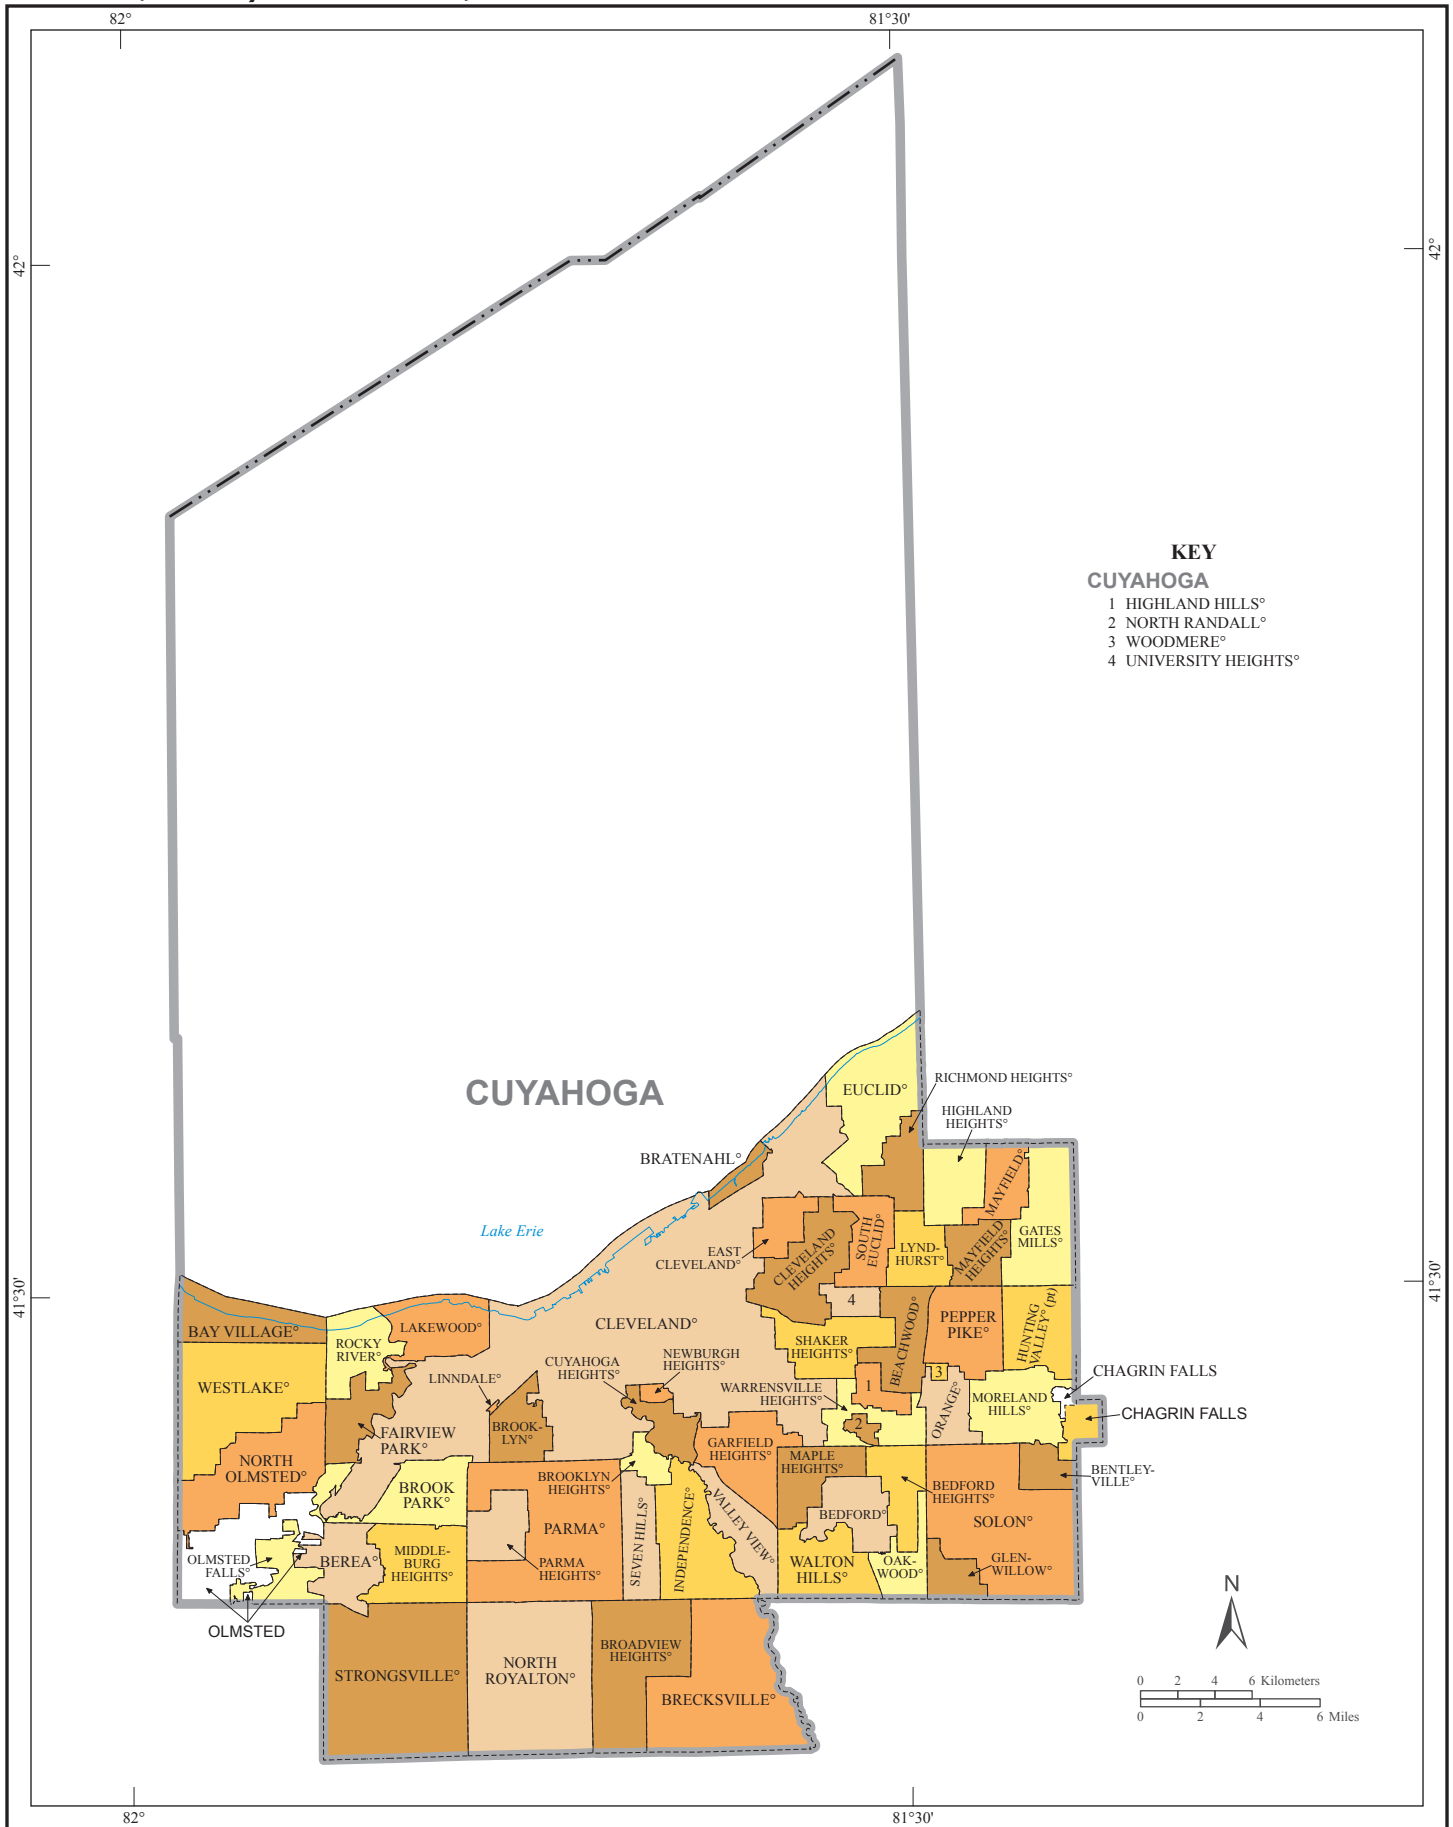 82°
81°30'
42°
42°
KEY
CUYAHOGA
1 HIGHLAND HILLS°
2 NORTH RANDALL°
3 WOODMERE°
4 UNIVERSITY HEIGHTS°
CUYAHOGA
EUCLID°
RICHMOND HEIGHTS°
HIGHLAND
HEIGHTS°
BRATENAHL°
MAYFIELD°
Lake Erie
GATES
MILLS°
SOUTH
EUCLID°
LYND-
HURST°
MAYFIELD
HEIGHTS°
EAST
CLEVELAND°
CLEVELAND
HEIGHTS°
41°30'
41°30'
4
BAY VILLAGE°
LAKEWOOD°
ROCKY
RIVER°
CLEVELAND°
SHAKER
HEIGHTS°
BEACHWOOD°
PEPPER
PIKE°
HUNTING
VALLEY° (pt)
WESTLAKE°
LINNDALE°
CUYAHOGA
HEIGHTS°
NEWBURGH
HEIGHTS°
WARRENSVILLE
HEIGHTS°
1
3
CHAGRIN FALLS
ORANGE°
MORELAND
HILLS°
CHAGRIN FALLS
2
FAIRVIEW
PARK°
BROOK-
LYN°
GARFIELD
HEIGHTS°
MAPLE
HEIGHTS°
NORTH
OLMSTED°
BROOK
PARK°
BROOKLYN
HEIGHTS°
BEDFORD
HEIGHTS°
BENTLEY-
VILLE°
SEVEN HILLS°
INDEPENDENCE°
VALLEY VIEW°
BEDFORD°
SOLON°
PARMA°
OLMSTED
FALLS°
BEREA°
MIDDLE-
BURG
HEIGHTS°
PARMA
HEIGHTS°
WALTON
HILLS°
OAK-
WOOD°
GLEN-
WILLOW°
OLMSTED
N
STRONGSVILLE°
NORTH
ROYALTON°
BROADVIEW
HEIGHTS°
BRECKSVILLE°
0 2 4 6 Kilometers
0 2 4 6 Miles
82°
81°30'